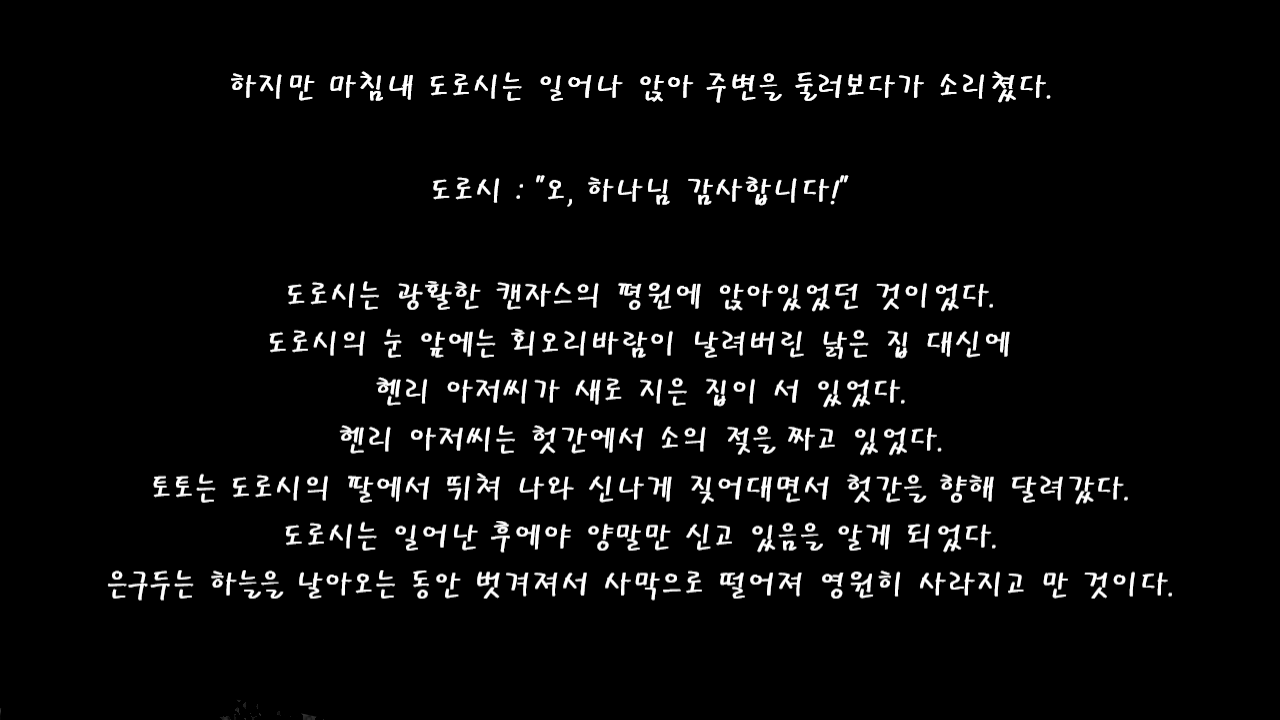 하지만 마침내 도로시는 일어나 앉아 주변을 둘러보다가 소리쳤다.
도로시 : "오, 하나님 감사합니다!"
도로시는 광활한 캔자스의 평원에 앉아있었던 것이었다.
도로시의 눈 앞에는 회오리바람이 날려버린 낡은 집 대신에
헨리 아저씨가 새로 지은 집이 서 있었다.
헨리 아저씨는 헛간에서 소의 젖을 짜고 있었다.
토토는 도로시의 팔에서 뛰쳐 나와 신나게 짖어대면서 헛간을 향해 달려갔다.
도로시는 일어난 후에야 양말만 신고 있음을 알게 되었다.
은구두는 하늘을 날아오는 동안 벗겨져서 사막으로 떨어져 영원히 사라지고 만 것이다.